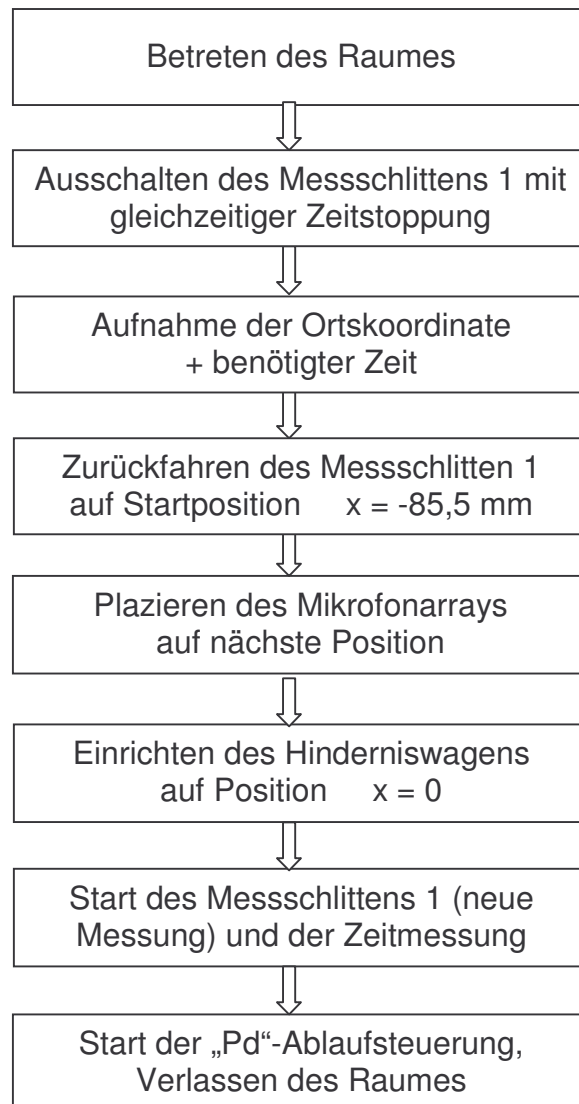 Betreten des Raumes
Ausschalten des Messschlittens 1 mit
gleichzeitiger Zeitstoppung
Aufnahme der Ortskoordinate
+ benötigter Zeit
Zurückfahren des Messschlitten 1
auf Startposition x = -85,5 mm
Plazieren des Mikrofonarrays
auf nächste Position
Einrichten des Hinderniswagens
auf Position x = 0
Start des Messschlittens 1 (neue
Messung) und der Zeitmessung
Start der „Pd“-Ablaufsteuerung,
Verlassen des Raumes